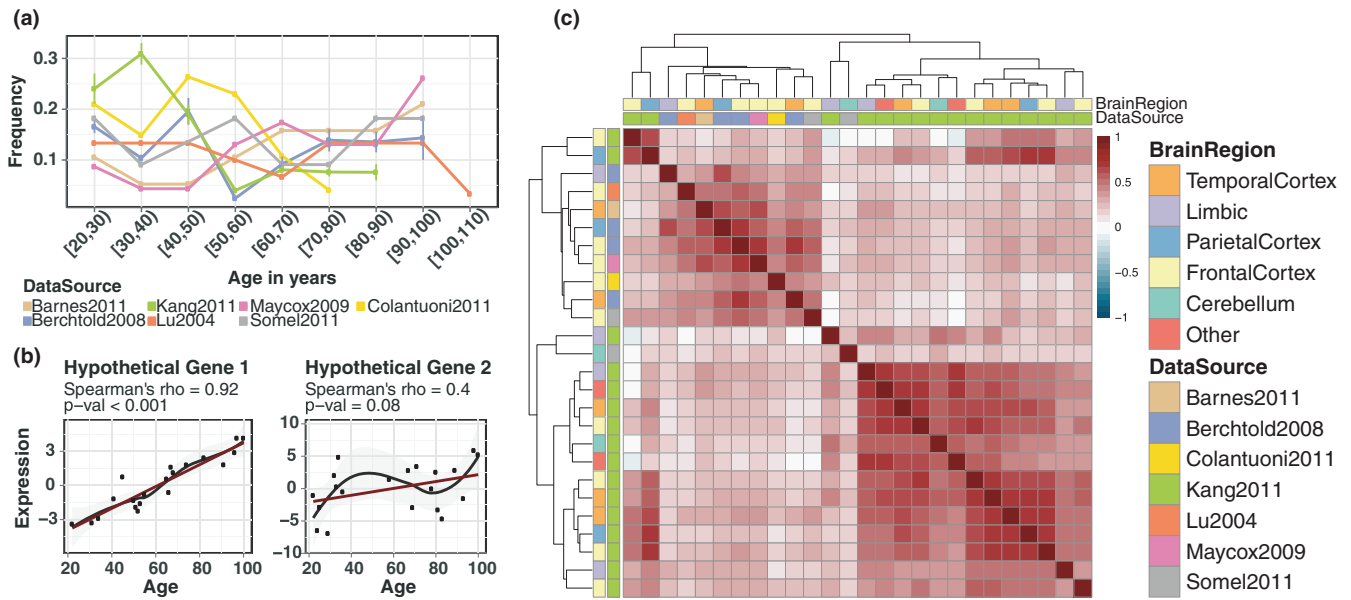 (a)
Frequency
0.3
0.2
0.1
[20,30) [30,40) [40,50) [50,60) [60,70) [70,80) [80,90) [90,100) [100,110)
Age in years
DataSource
Barnes2011 Kang2011 Maycox2009 Colantuoni2011
Berchtold2008 Lu2004 Somel2011
(b)
Hypothetical Gene 1
Spearman's rho = 0.92
p-val < 0.001
Expression
3
0
−3
20 40 60 80 100
Age
Hypothetical Gene 2
Spearman's rho = 0.4
p-val = 0.08
10
5
0
−5
−10
20 40 60 80 100
Age
(c)
BrainRegion
DataSource
1
0.5
0
−0.5
−1
BrainRegion
TemporalCortex
Limbic
ParietalCortex
FrontalCortex
Cerebellum
Other
DataSource
Barnes2011
Berchtold2008
Colantuoni2011
Kang2011
Lu2004
Maycox2009
Somel2011